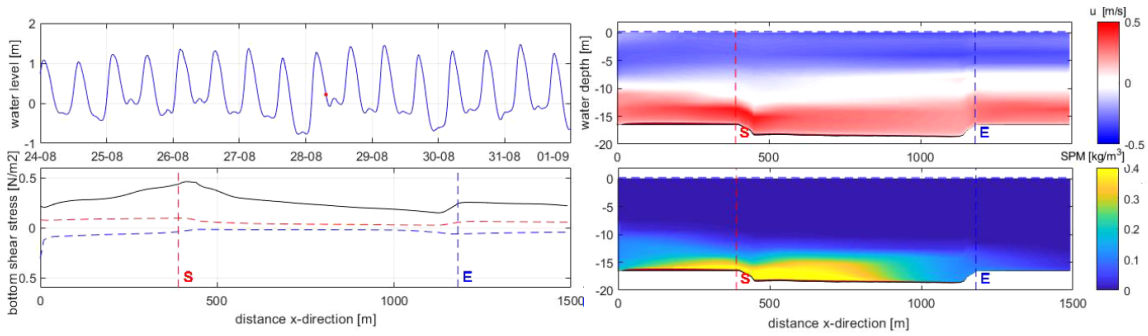 2
1
0
-1
water level [m]
24-08 25-08 26-08 27-08 28-08 29-08 30-08 31-08 01-09
0.5
0
0.5
bottom shear stress [N/m2]
S
E
0 500 1000 1500
distance x-direction [m]
u [m/s]
0
-5
-10
-15
-20
water depth [m]
S
E
0 500 1000
0.5
0
-0.5
SPM [kg/m³]
0
-5
-10
-15
-20
S
E
0 500 1000 1500
distance x-direction [m]
0.4
0.3
0.2
0.1
0